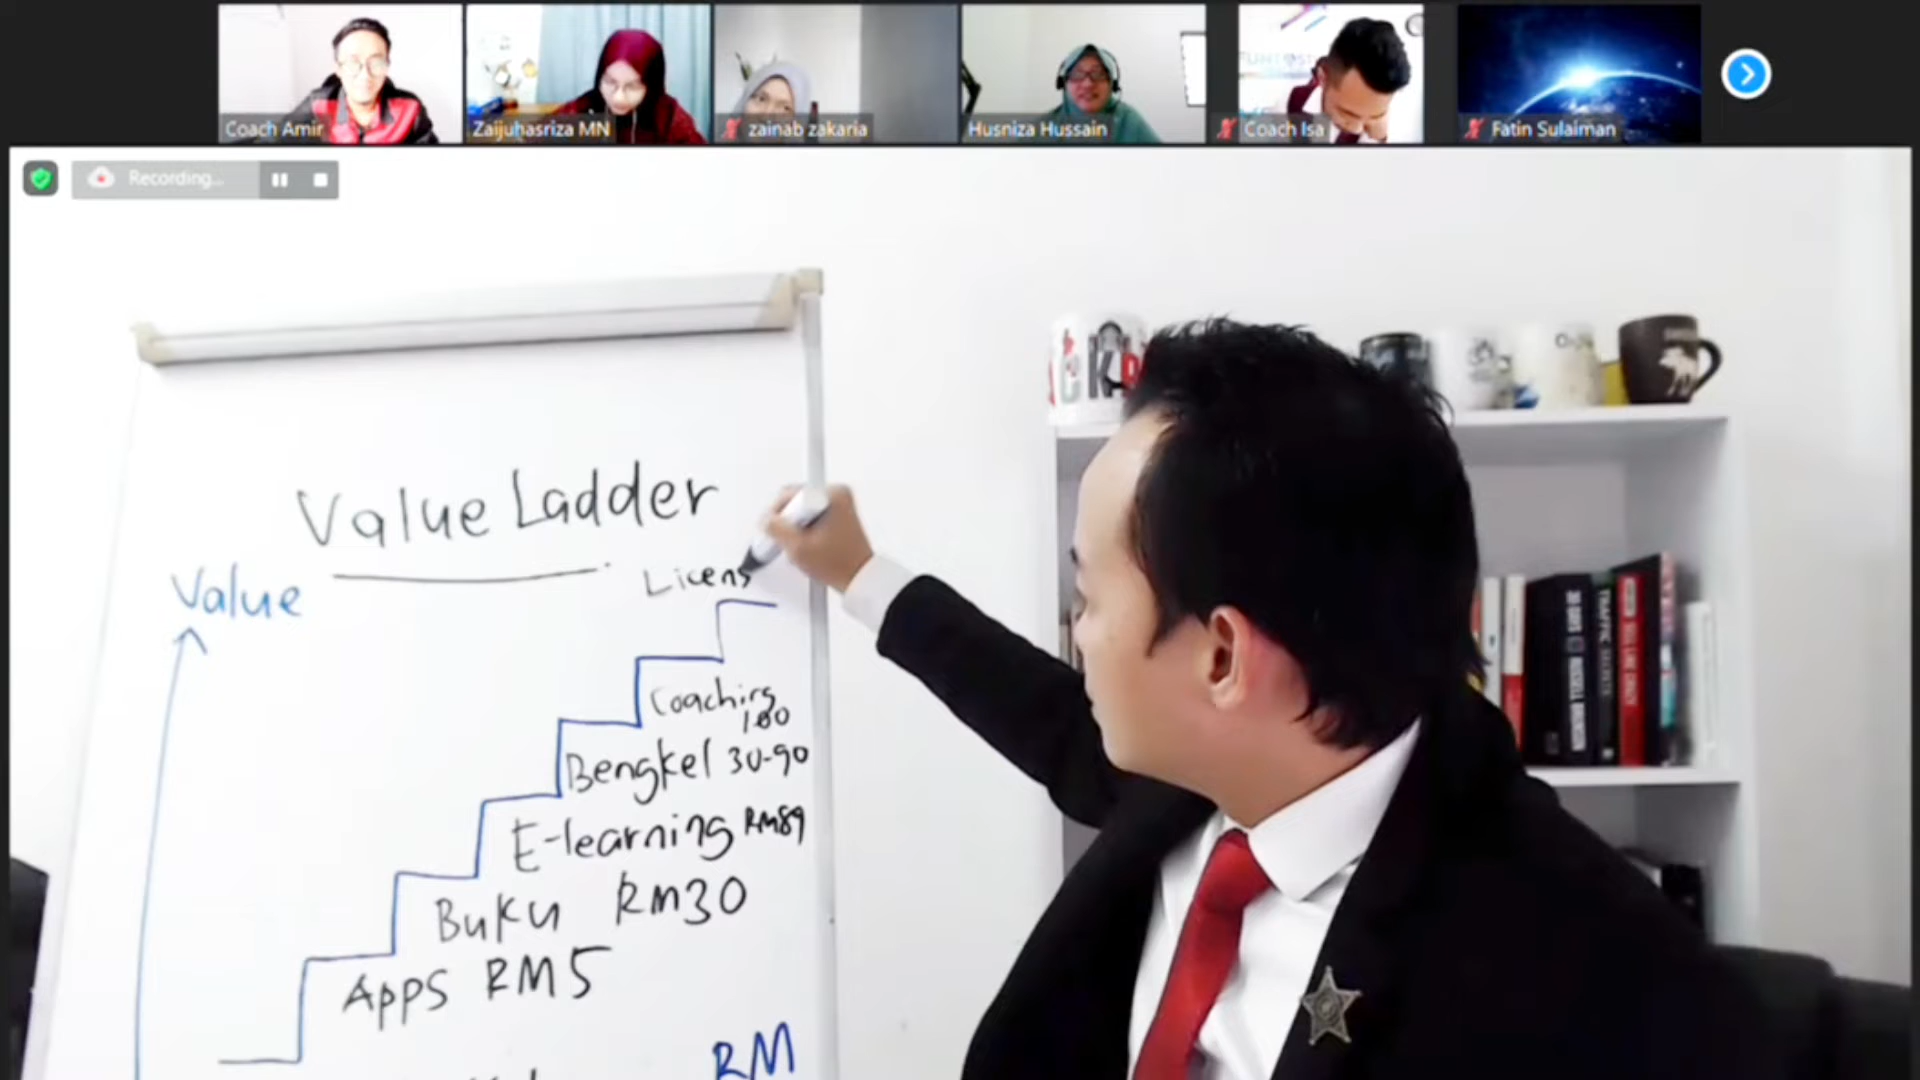 Coach Amir
Zaijuhasriza MN
zainab zakaria
Husniza Hussain
Coach Isa
Fatin Sulaiman
Recording...
Value Ladder
Value
Licens
Coaching
100
Bengkel 30-90
E-learning RM89
Buku RM30
Apps RM5
RM